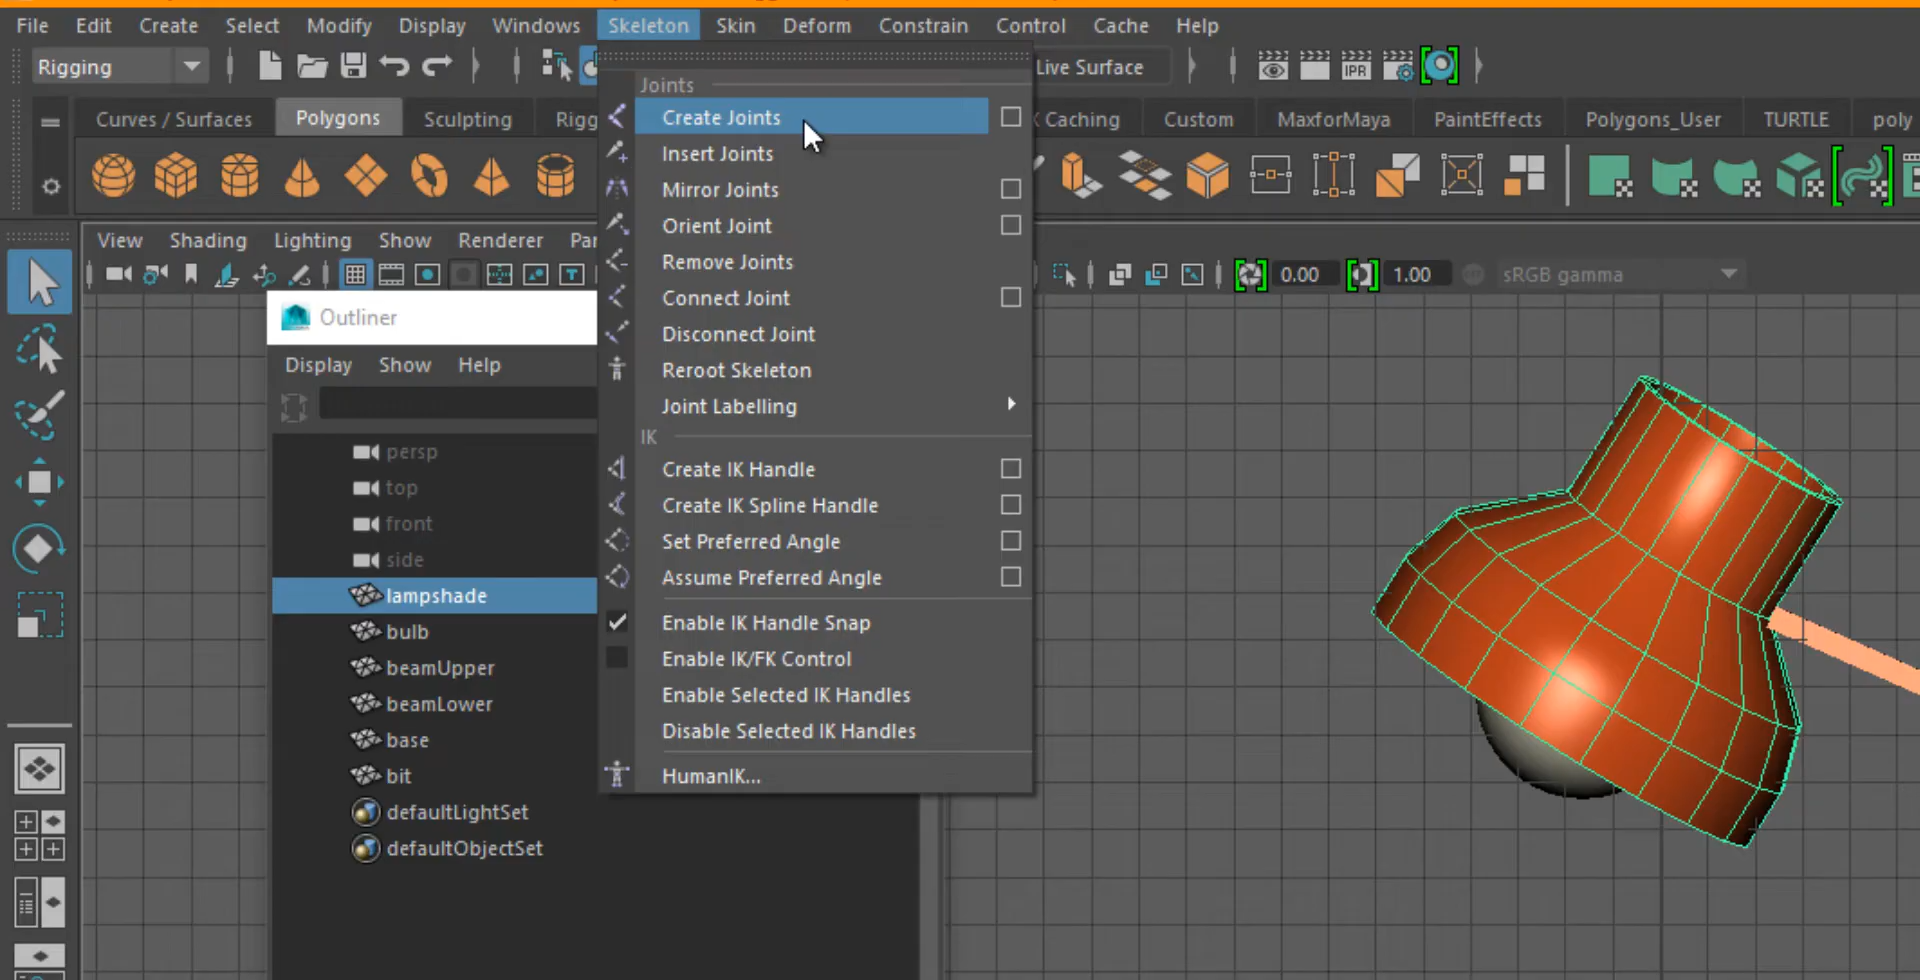 File Edit Create Select Modify Display Windows Skeleton Skin Deform Constrain Control Cache Help
Rigging
Live Surface
IPR
Curves / Surfaces Polygons Sculpting Rigg
Caching Custom MaxforMaya PaintEffects Polygons_User TURTLE poly
View Shading Lighting Show Renderer Par
0.00 1.00 sRGB gamma
Joints
Create Joints
Insert Joints
Mirror Joints
Orient Joint
Remove Joints
Connect Joint
Disconnect Joint
Reroot Skeleton
Joint Labelling
IK
Create IK Handle
Create IK Spline Handle
Set Preferred Angle
Assume Preferred Angle
Enable IK Handle Snap
Enable IK/FK Control
Enable Selected IK Handles
Disable Selected IK Handles
HumanIK...
Outliner
Display Show Help
persp
top
front
side
lampshade
bulb
beamUpper
beamLower
base
bit
defaultLightSet
defaultObjectSet